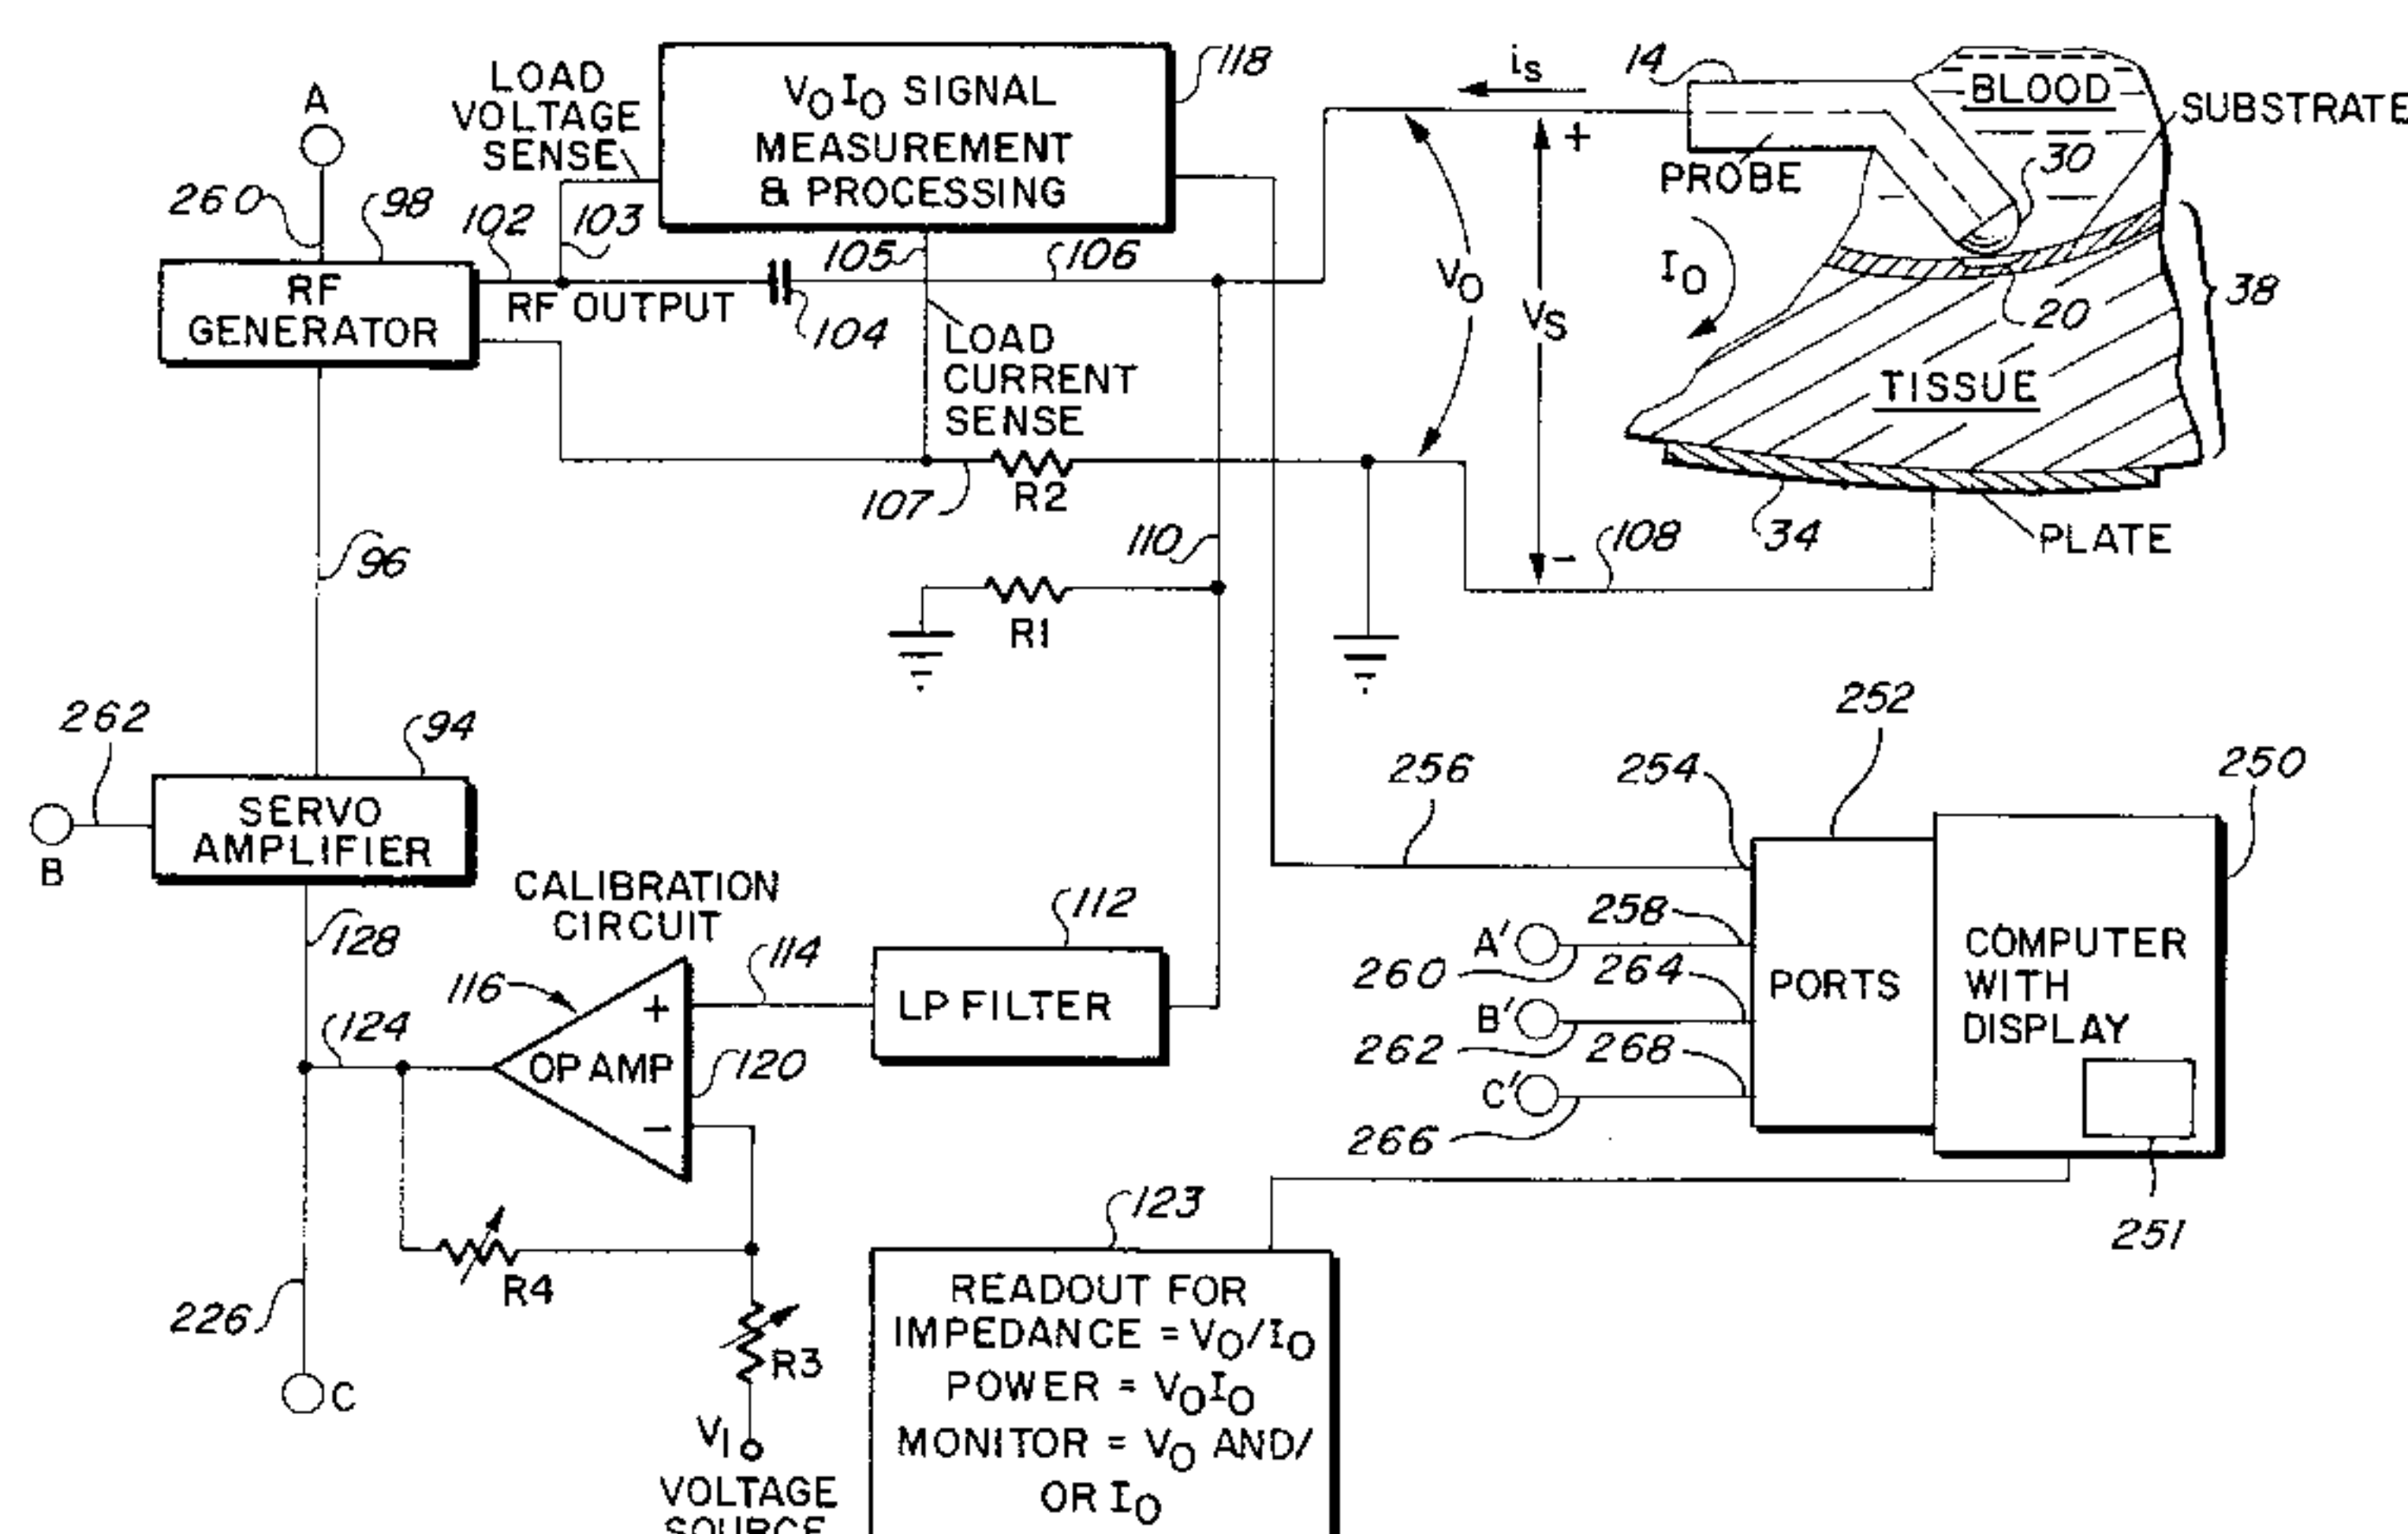 A
260
98
RF
GENERATOR
LOAD
VOLTAGE
SENSE
102
103
RF OUTPUT
104
V0I0 SIGNAL
MEASUREMENT
& PROCESSING
118
105
106
LOAD
CURRENT
SENSE
107
R2
110
R1
iS
+
V0
VS
-
14
PROBE
BLOOD
SUBSTRATE
30
I0
20
38
TISSUE
34
PLATE
108
96
262
B
94
SERVO
AMPLIFIER
128
124
CALIBRATION
CIRCUIT
116
+
OP AMP
-
120
114
112
LP FILTER
R4
R3
V1
VOLTAGE
SOURCE
226
C
256
254
252
250
258
A'
260
264
B'
262
268
C'
266
PORTS
COMPUTER
WITH
DISPLAY
251
123
READOUT FOR
IMPEDANCE = V0/I0
POWER = V0I0
MONITOR = V0 AND/
OR I0